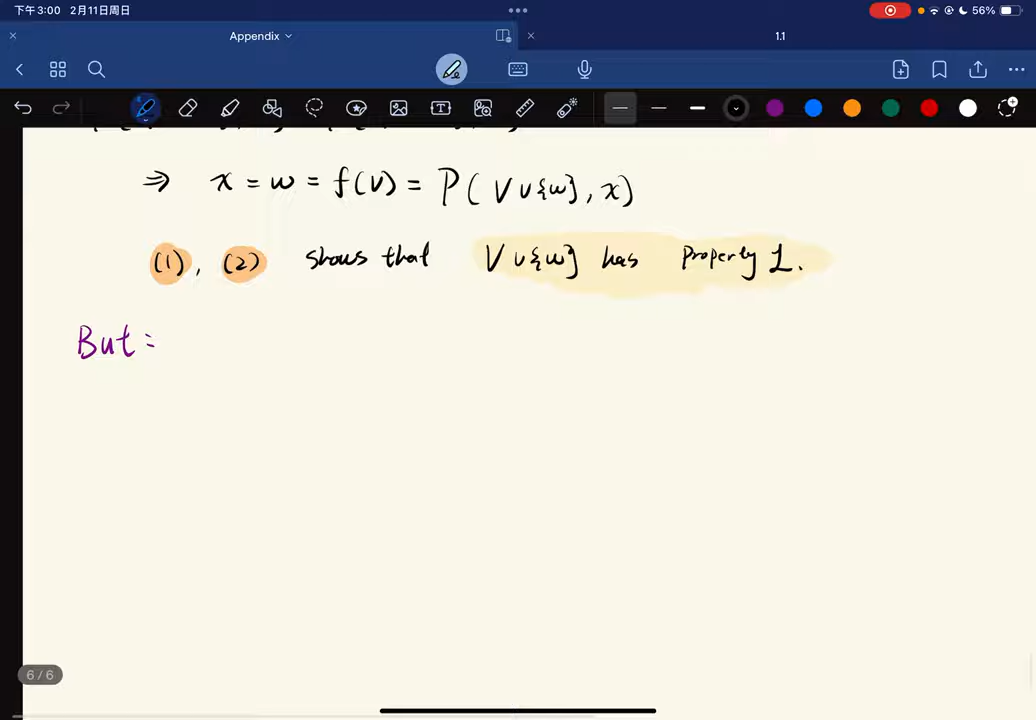 下午3:00 2月11日周日
56%
Appendix
1.1
⇒ x = w = f(V) = P(V∪{w}, x)
(1), (2) shows that V∪{w} has Property L.
But:
6 / 6